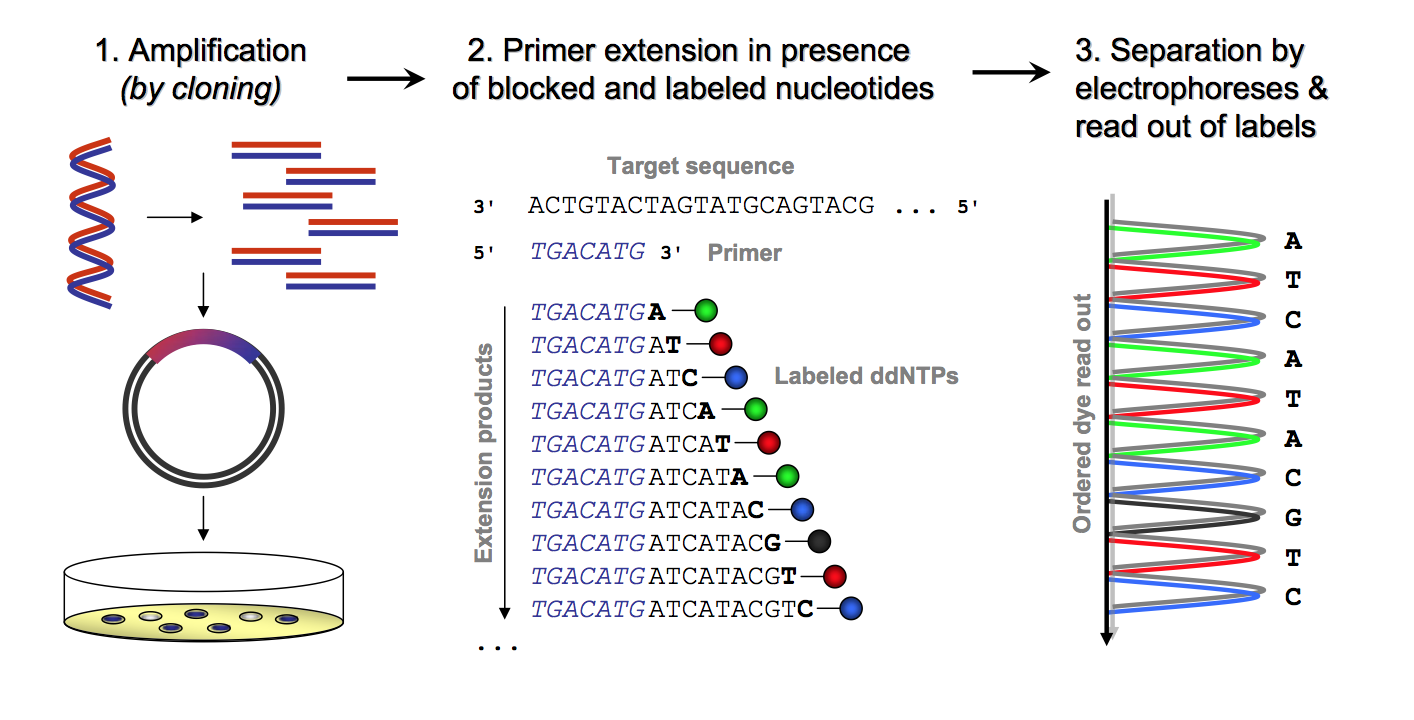 1. Amplification
(by cloning)
2. Primer extension in presence
of blocked and labeled nucleotides
3. Separation by
electrophoreses &
read out of labels
Target sequence
3' ACTGTACTAGTATGCAGTACG ... 5'
5' TGACATG 3' Primer
Extension products
TGACATGA
TGACATGAT
TGACATGATC
Labeled ddNTPs
TGACATGATCA
TGACATGATCAT
TGACATGATCATA
TGACATGATCATAC
TGACATGATCATACG
TGACATGATCATACGT
TGACATGATCATACGTC
...
Ordered dye read out
A
T
C
A
T
A
C
G
T
C